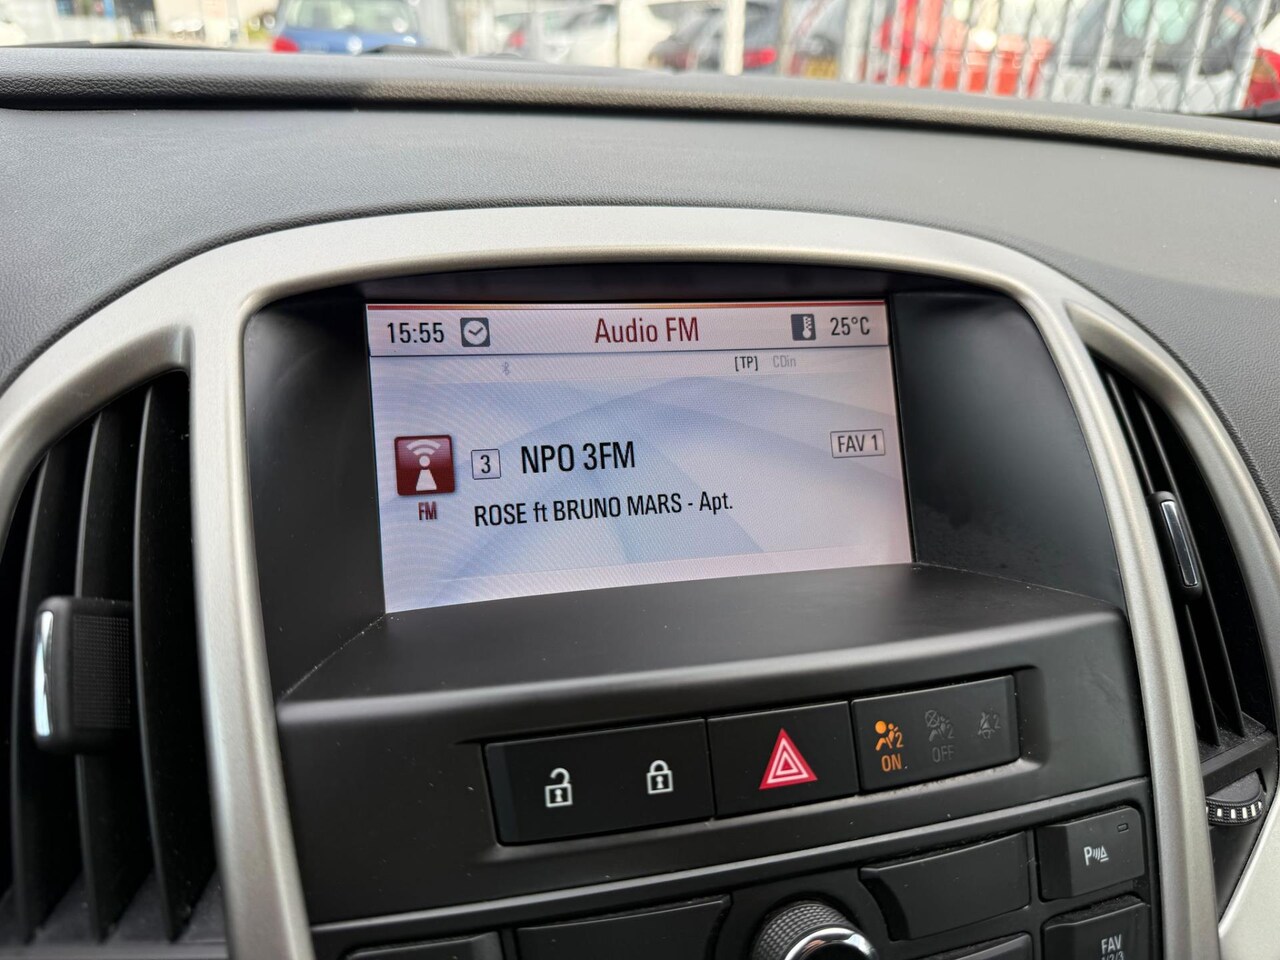 15:55 Audio FM 25°C
[TP] CDin
3 NPO 3FM FAV 1
FM ROSE ft BRUNO MARS - Apt.
2 2 2
ON OFF
P
FAV